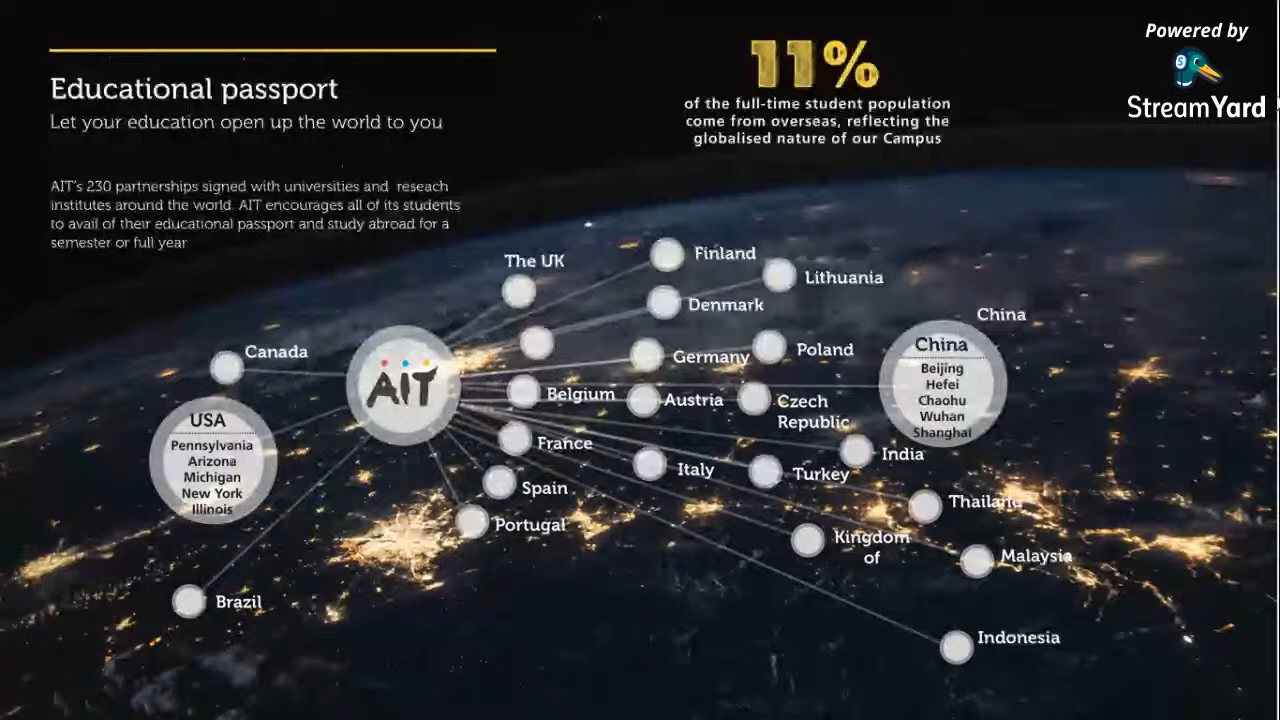 Powered by
StreamYard
Educational passport
Let your education open up the world to you
11%
of the full-time student population
come from overseas, reflecting the
globalised nature of our Campus
AIT's 230 partnerships signed with universities and reseach
institutes around the world. AIT encourages all of its students
to avail of their educational passport and study abroad for a
semester or full year
The UK
Finland
Lithuania
Denmark
China
Canada
AIT
Germany
Poland
China
Beijing
Hefei
Chaohu
Wuhan
Shanghai
Belgium
Austria
Czech
Republic
USA
Pennsylvania
Arizona
Michigan
New York
Illinois
France
India
Italy
Turkey
Spain
Thailand
Portugal
Kingdom
of
Malaysia
Brazil
Indonesia